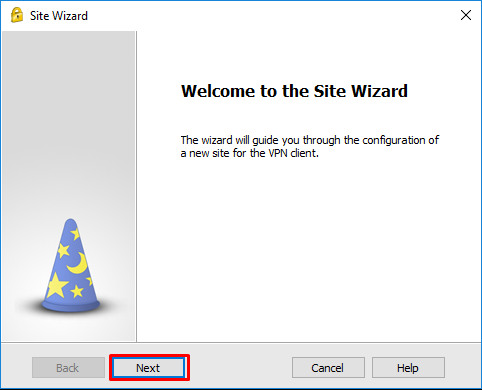 Site Wizard
Welcome to the Site Wizard
The wizard will guide you through the configuration of
a new site for the VPN client.
Back
Next
Cancel
Help